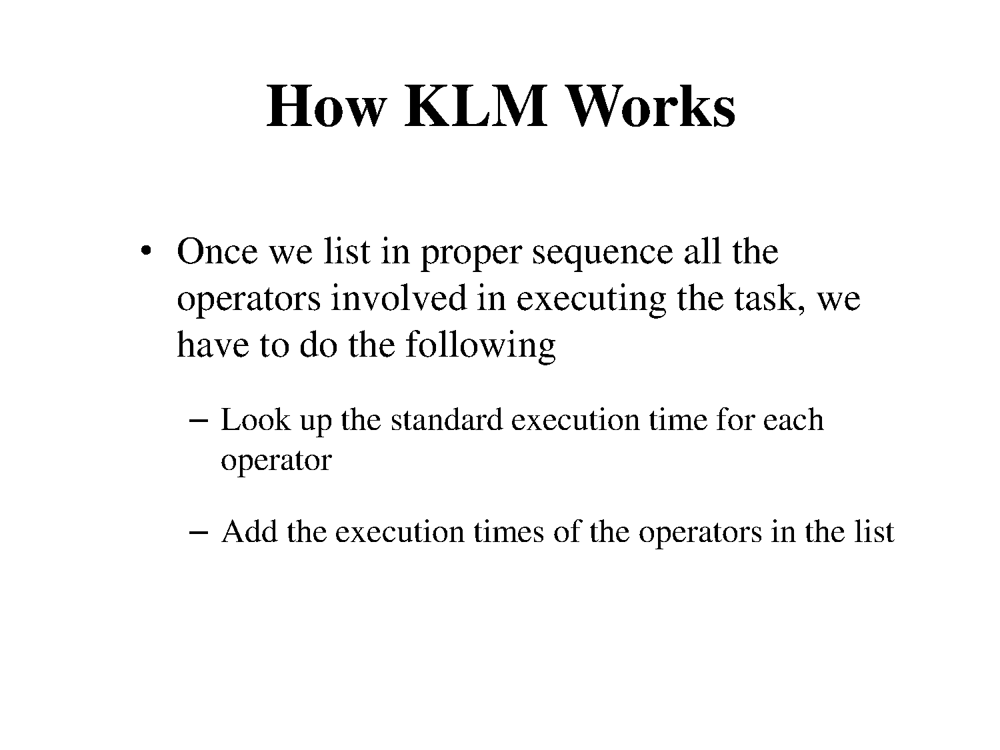 How KLM Works
• Once we list in proper sequence all the
operators involved in executing the task, we
have to do the following
– Look up the standard execution time for each
operator
– Add the execution times of the operators in the list